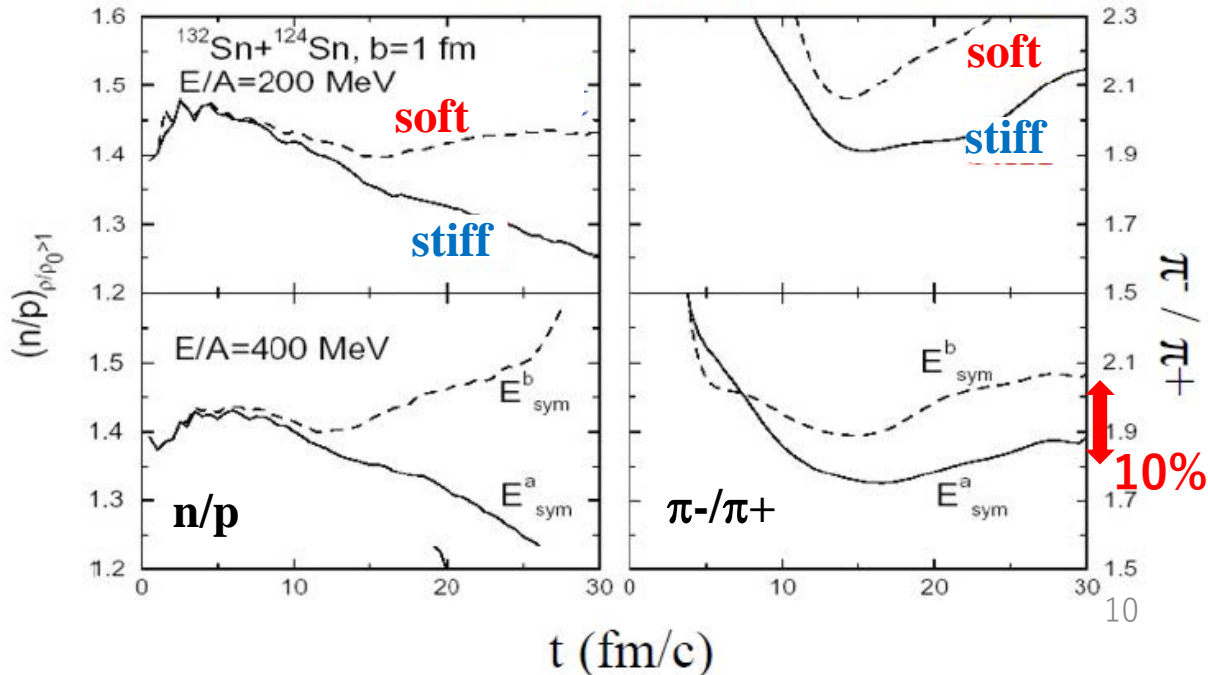 1.6
132Sn+124Sn, b=1 fm
E/A=200 MeV
1.5
soft
1.4
1.3
stiff
1.2
2.3
soft
2.1
stiff
1.9
1.7
1.5
(n/p)ρ/ρ0>1
E/A=400 MeV
1.5
Ebsym
1.4
1.3
Easym
n/p
1.2
0 10 20 30
Ebsym
2.1
1.9
10%
Easym
1.7
π-/π+
1.5
0 10 20 30
π- / π+
10
t (fm/c)